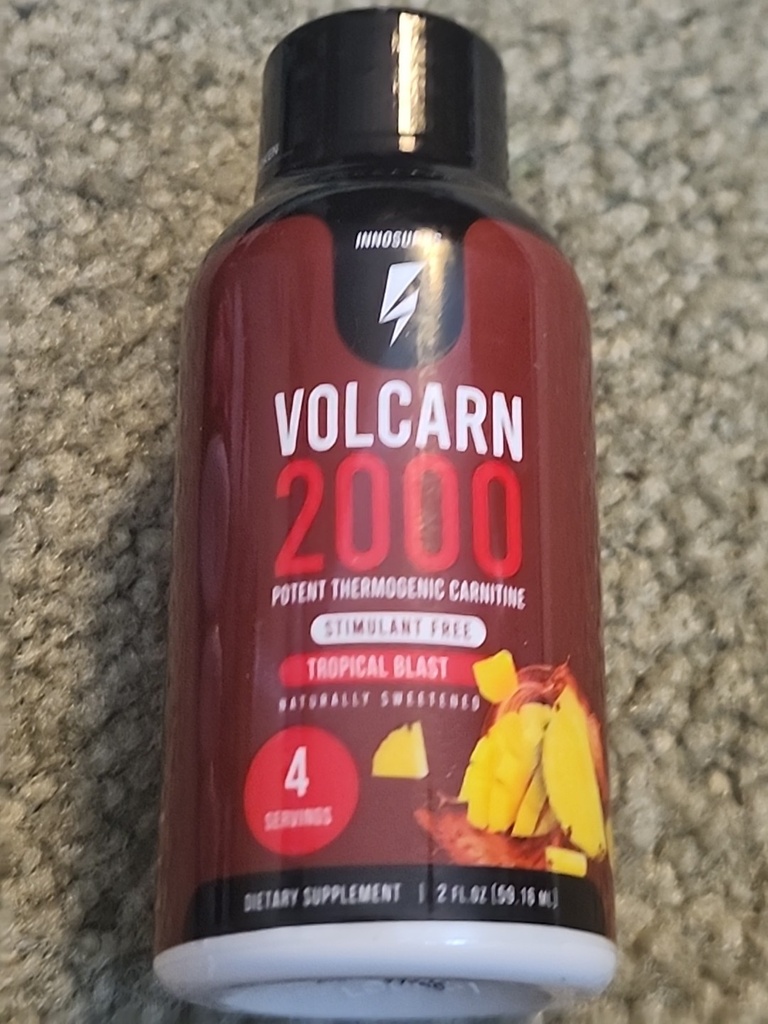 VOLCARN
2000
POTENT THERMOGENIC CARNITINE
STIMULANT FREE
TROPICAL BLAST
NATURALLY SWEETENED
4
SERVINGS
DIETARY SUPPLEMENT | 2 FL.OZ (59.16 mL)